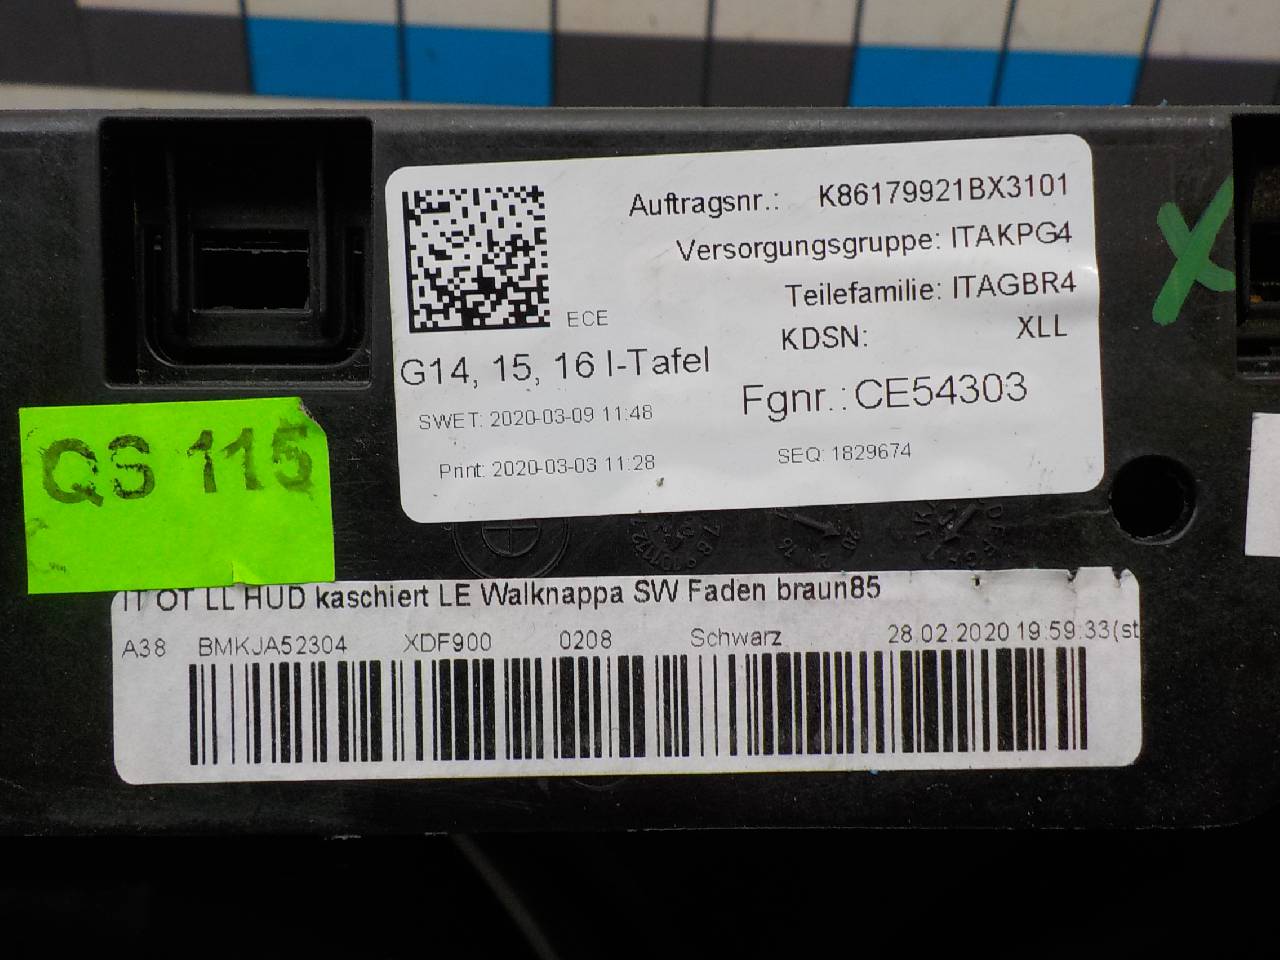 Auftragsnr.: K86179921BX3101
Versorgungsgruppe: ITAKPG4
Teilefamilie: ITAGBR4
ECE
KDSN: XLL
G14, 15, 16 I-Tafel
Fgnr.: CE54303
SWET: 2020-03-09 11:48
Print: 2020-03-03 11:28
SEQ: 1829674
QS 115
IT OT LL HUD kaschiert LE Walknappa SW Faden braun85
A38 BMKJA52304 XDF900 0208 Schwarz 28.02.2020 19:59:33(st